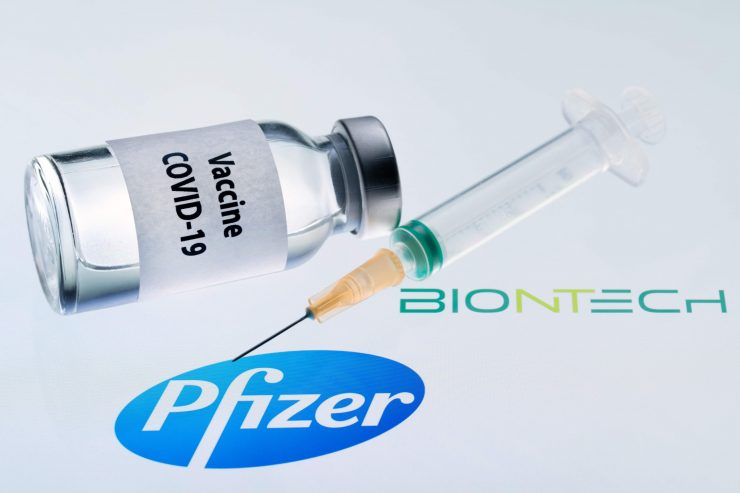 Vaccine
COVID-19
BIONTECH
Pfizer